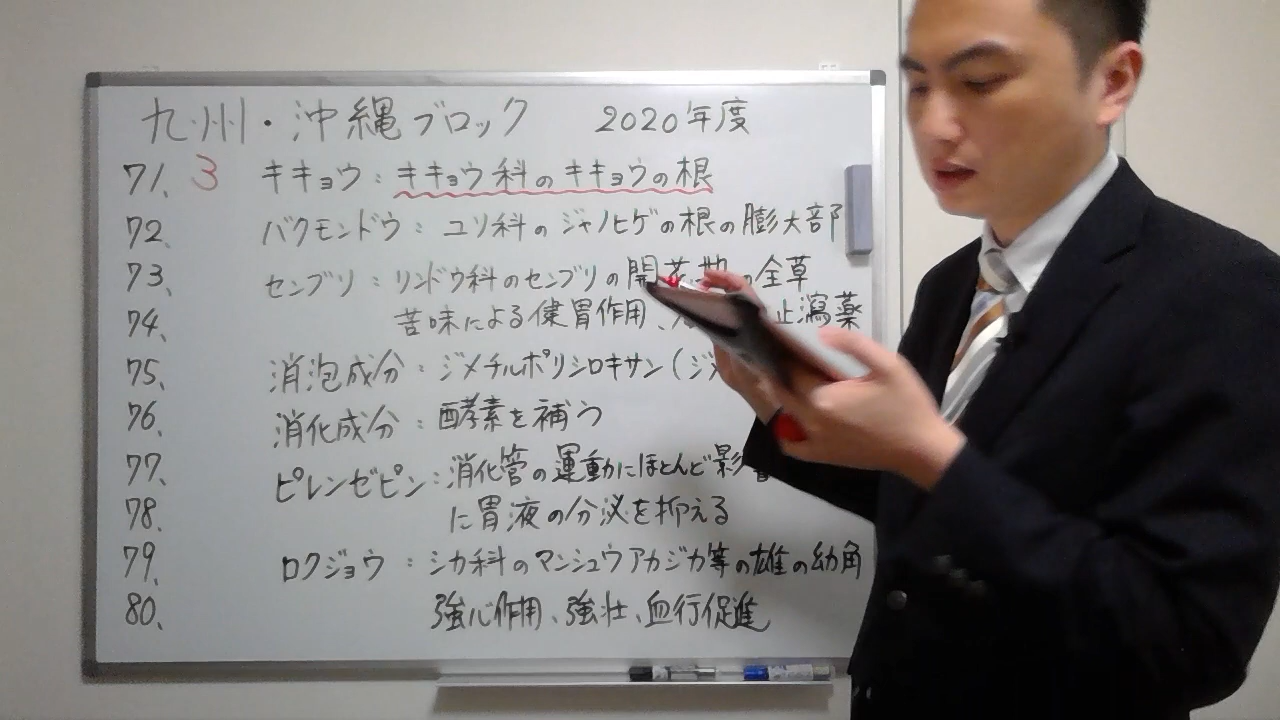 九州・沖縄ブロック 2020年度
71、 3 キキョウ：キキョウ科のキキョウの根
72、 バクモンドウ：ユリ科のジャノヒゲの根の膨大部
73、 センブリ：リンドウ科のセンブリの開花期の全草
74、 苦味による健胃作用、 止瀉薬
75、 消泡成分：ジメチルポリシロキサン（ジメ
76、 消化成分：酵素を補う
77、 ピレンゼピン：消化管の運動にほとんど影響
78、 に胃液の分泌を抑える
79、 ロクジョウ：シカ科のマンシュウアカジカ等の雄の幼角
80、 強心作用、強壮、血行促進